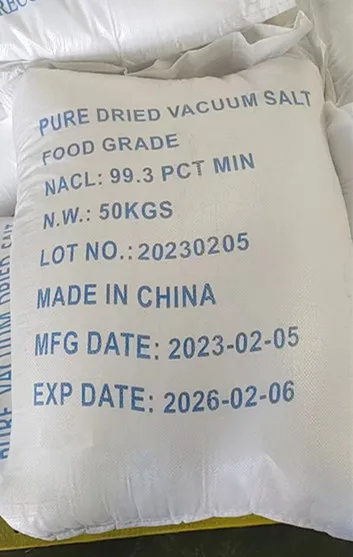 PURE DRIED VACUUM SALT
FOOD GRADE
NACL: 99.3 PCT MIN
N.W.: 50KGS
LOT NO.:20230205
MADE IN CHINA
MFG DATE: 2023-02-05
EXP DATE: 2026-02-06